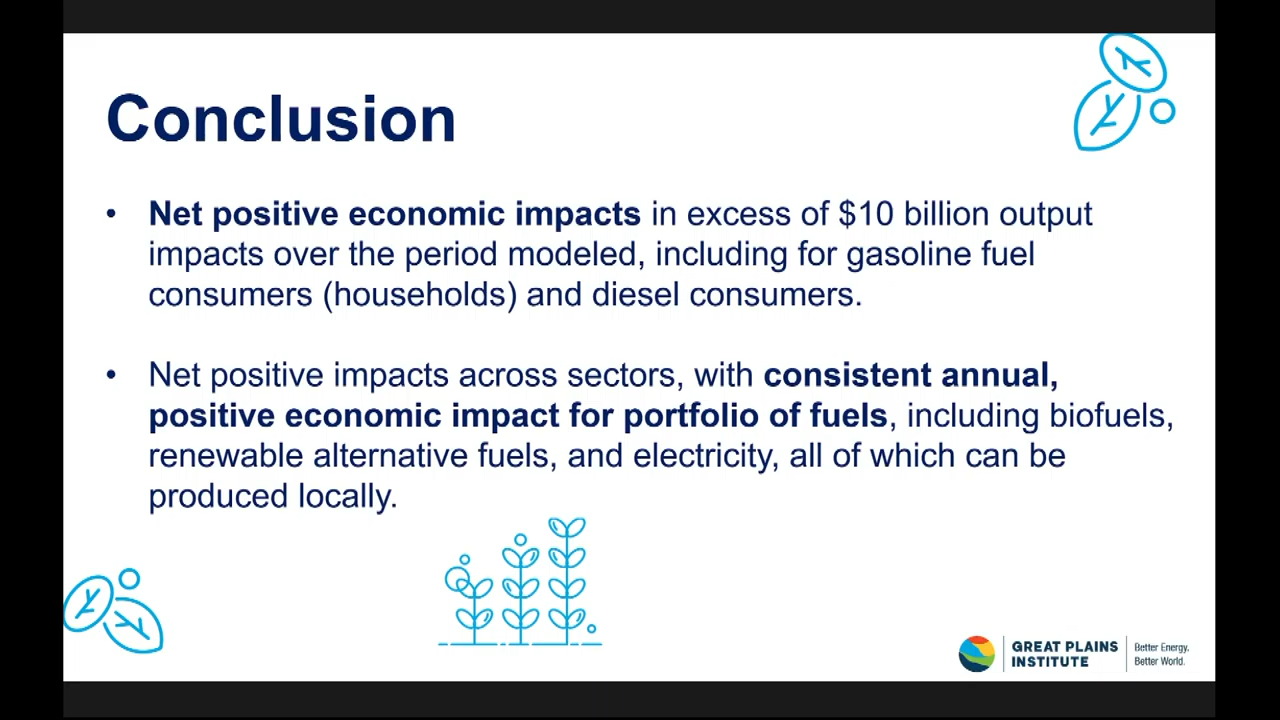 Conclusion
• Net positive economic impacts in excess of $10 billion output
impacts over the period modeled, including for gasoline fuel
consumers (households) and diesel consumers.
• Net positive impacts across sectors, with consistent annual,
positive economic impact for portfolio of fuels, including biofuels,
renewable alternative fuels, and electricity, all of which can be
produced locally.
GREAT PLAINS
INSTITUTE
Better Energy.
Better World.